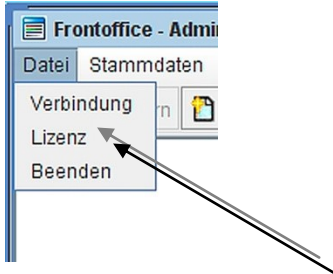 Frontoffice - Admi
Datei Stammdaten
Verbindung
Lizenz
Beenden